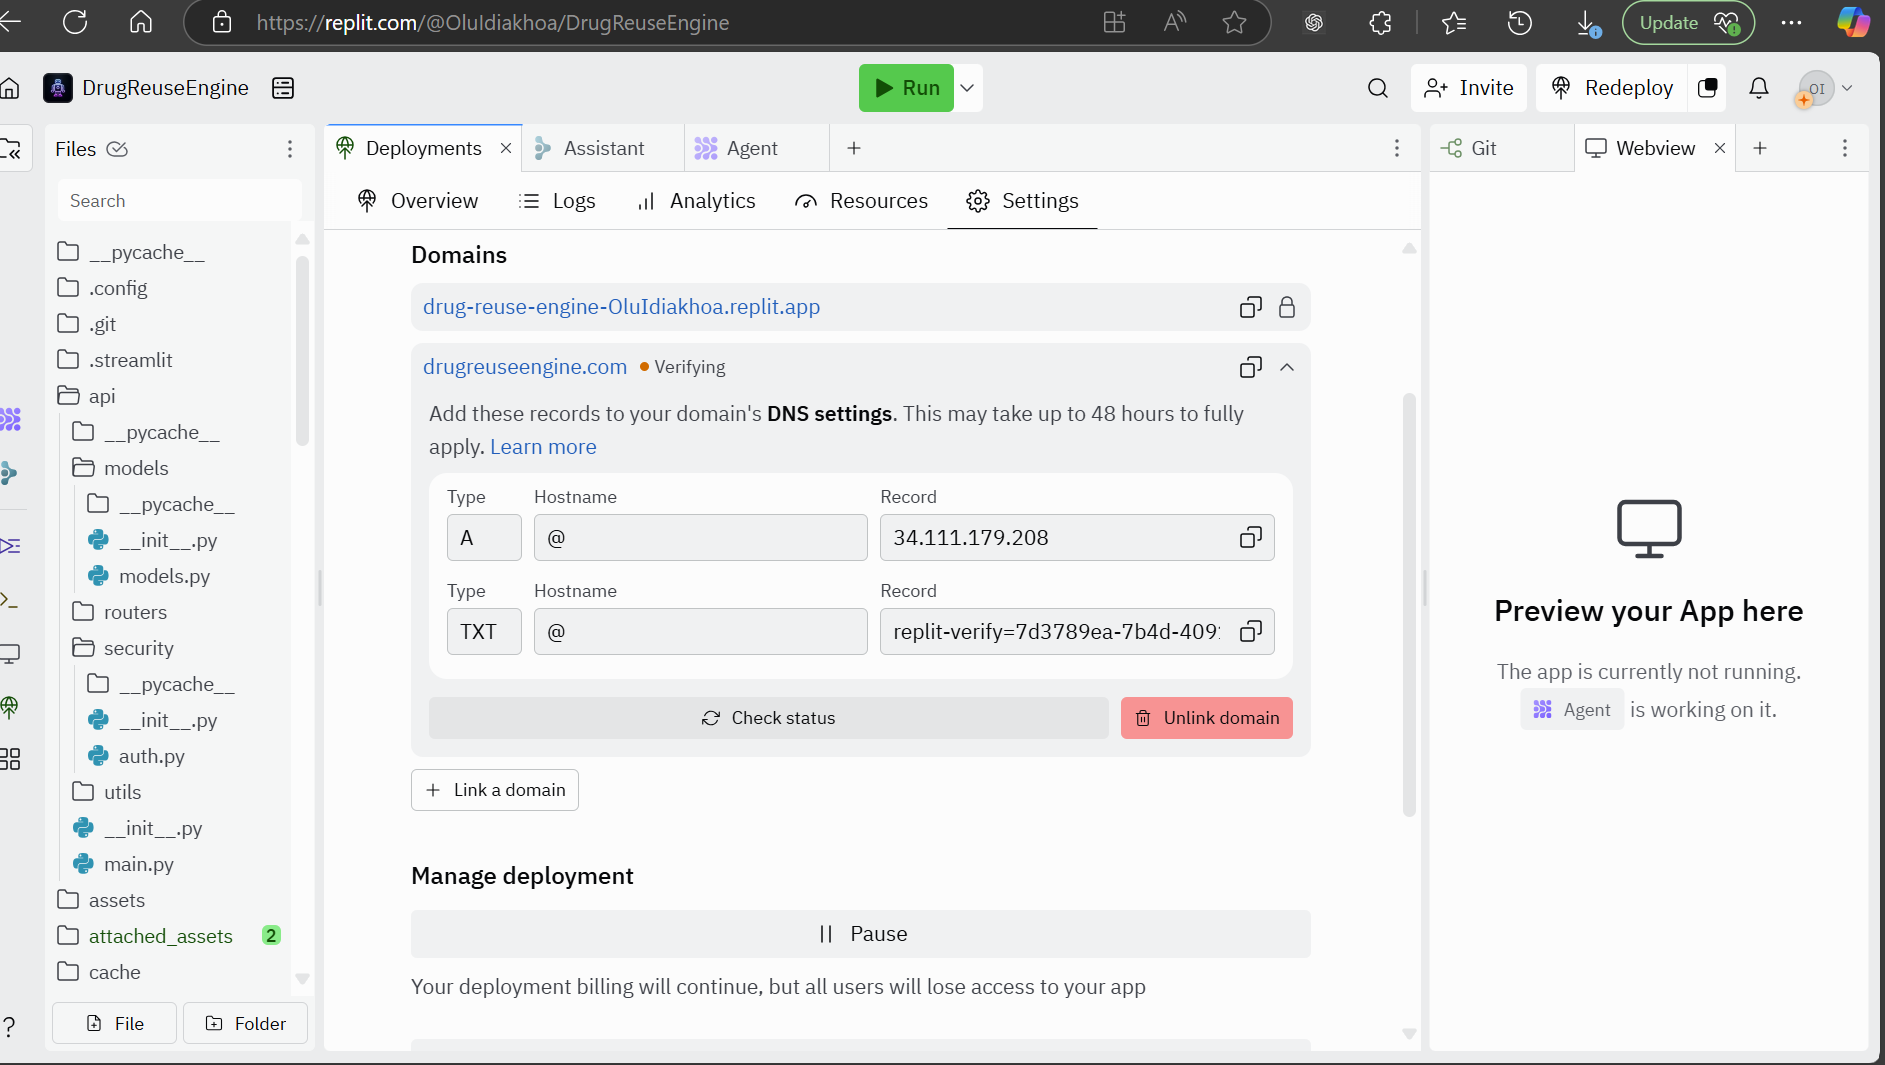 https://replit.com/@OluIdiakhoa/DrugReuseEngine
Update
DrugReuseEngine
Run
Invite
Redeploy
OI
Files
Search
__pycache__
.config
.git
.streamlit
api
__pycache__
models
__pycache__
__init__.py
models.py
routers
security
__pycache__
__init__.py
auth.py
utils
__init__.py
main.py
assets
attached_assets 2
cache
File Folder
Deployments Assistant Agent
Overview Logs Analytics Resources Settings
Domains
drug-reuse-engine-OluIdiakhoa.replit.app
drugreuseengine.com Verifying
Add these records to your domain's DNS settings. This may take up to 48 hours to fully
apply. Learn more
Type Hostname Record
A @ 34.111.179.208
Type Hostname Record
TXT @ replit-verify=7d3789ea-7b4d-409
Check status Unlink domain
Link a domain
Manage deployment
Pause
Your deployment billing will continue, but all users will lose access to your app
Git Webview
Preview your App here
The app is currently not running.
Agent is working on it.